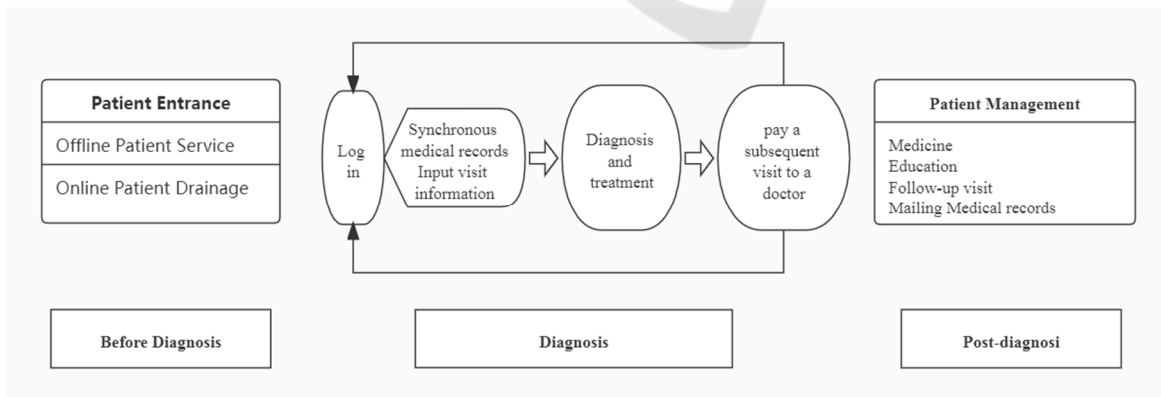 Patient Entrance
Offline Patient Service
Online Patient Drainage
Log
in
Synchronous
medical records
Input visit
information
Diagnosis
and
treatment
pay a
subsequent
visit to a
doctor
Patient Management
Medicine
Education
Follow-up visit
Mailing Medical records
Before Diagnosis
Diagnosis
Post-diagnosi